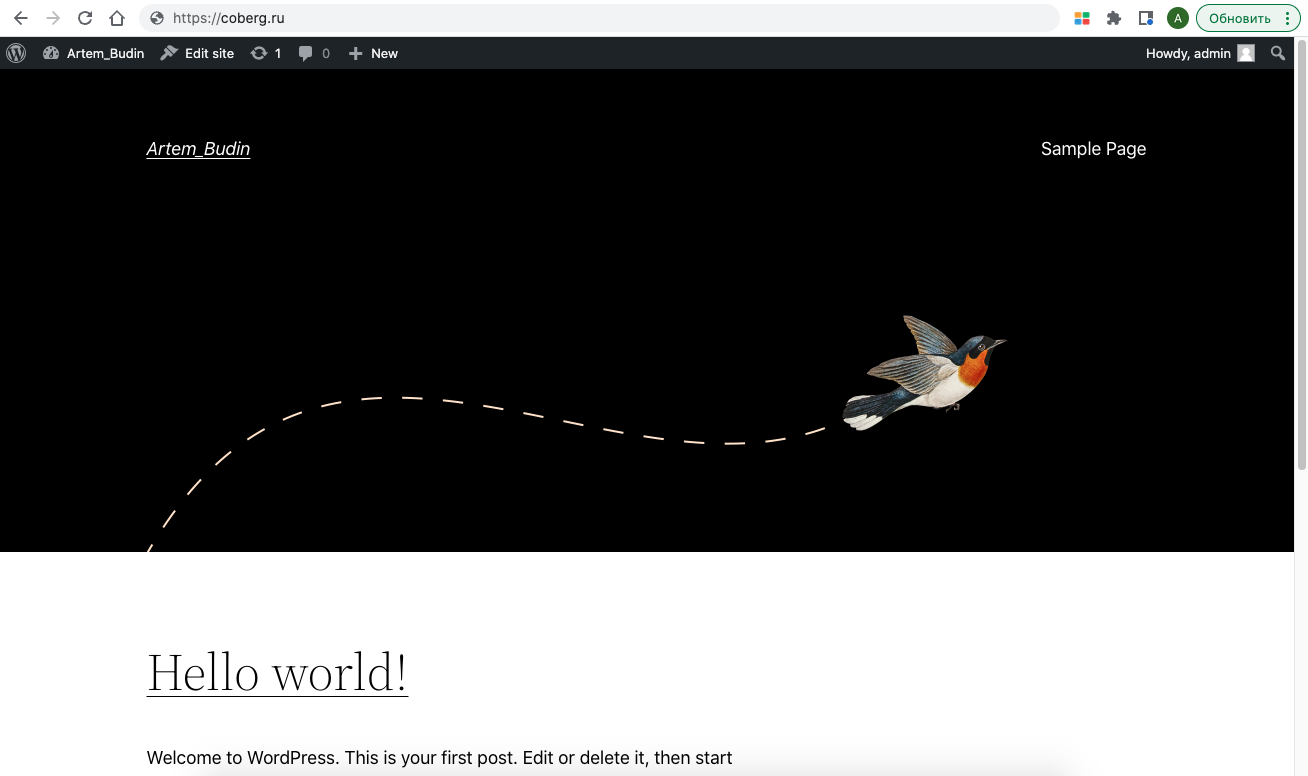 https://coberg.ru
A
Обновить
Artem_Budin
Edit site
1
0
New
Howdy, admin
Artem_Budin
Sample Page
Hello world!
Welcome to WordPress. This is your first post. Edit or delete it, then start